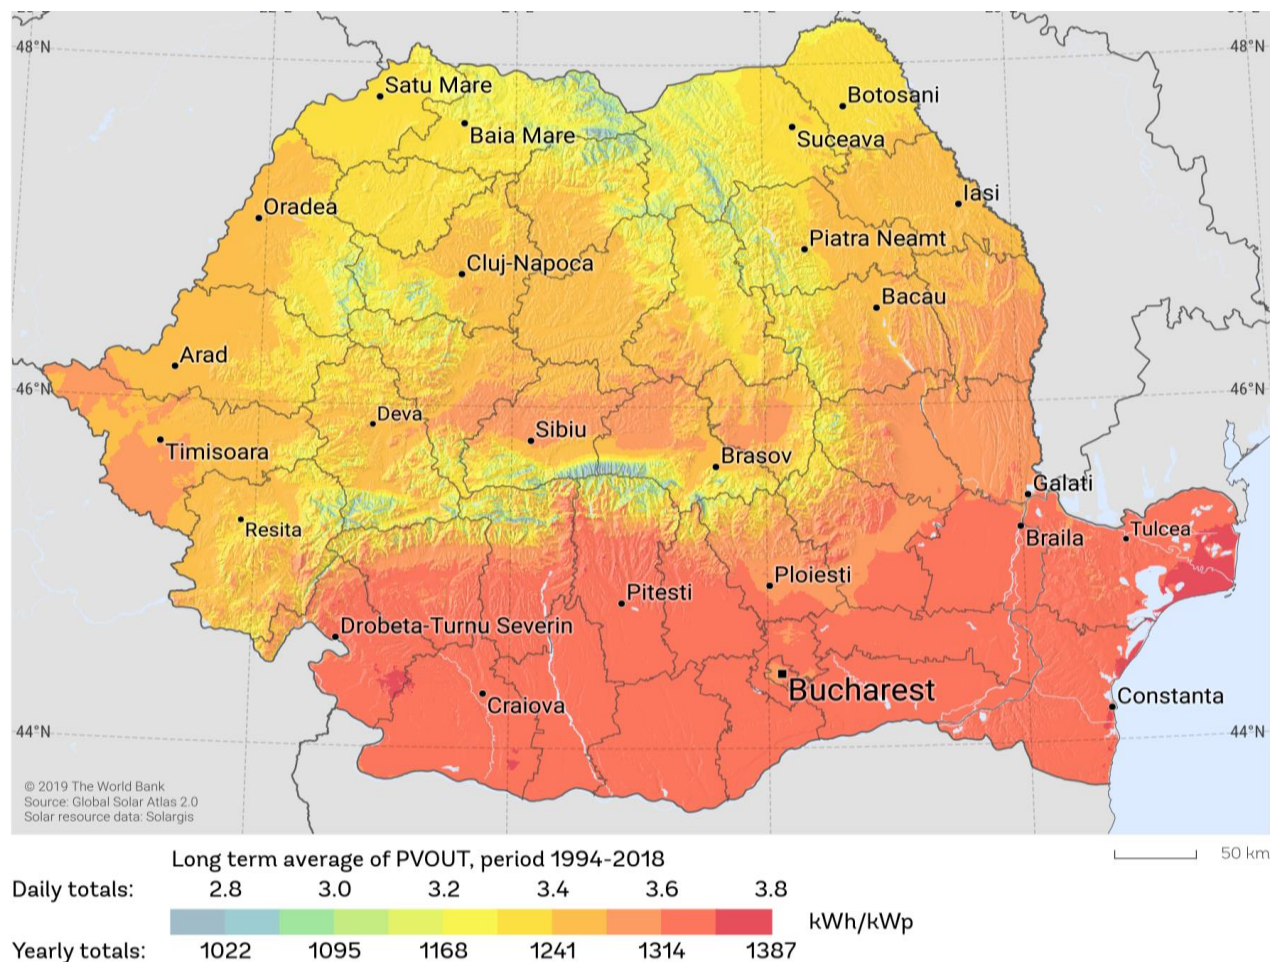 48°N
48°N
Satu Mare
Botosani
Baia Mare
Suceava
Iasi
Oradea
Piatra Neamt
Cluj-Napoca
Bacau
Arad
46°N
46°N
Deva
Sibiu
Timisoara
Brasov
Galati
Resita
Braila
Tulcea
Ploiesti
Pitesti
Drobeta-Turnu Severin
Bucharest
Craiova
Constanta
44°N
44°N
© 2019 The World Bank
Source: Global Solar Atlas 2.0
Solar resource data: Solargis
Long term average of PVOUT, period 1994-2018
50 km
Daily totals: 2.8 3.0 3.2 3.4 3.6 3.8
kWh/kWp
Yearly totals: 1022 1095 1168 1241 1314 1387